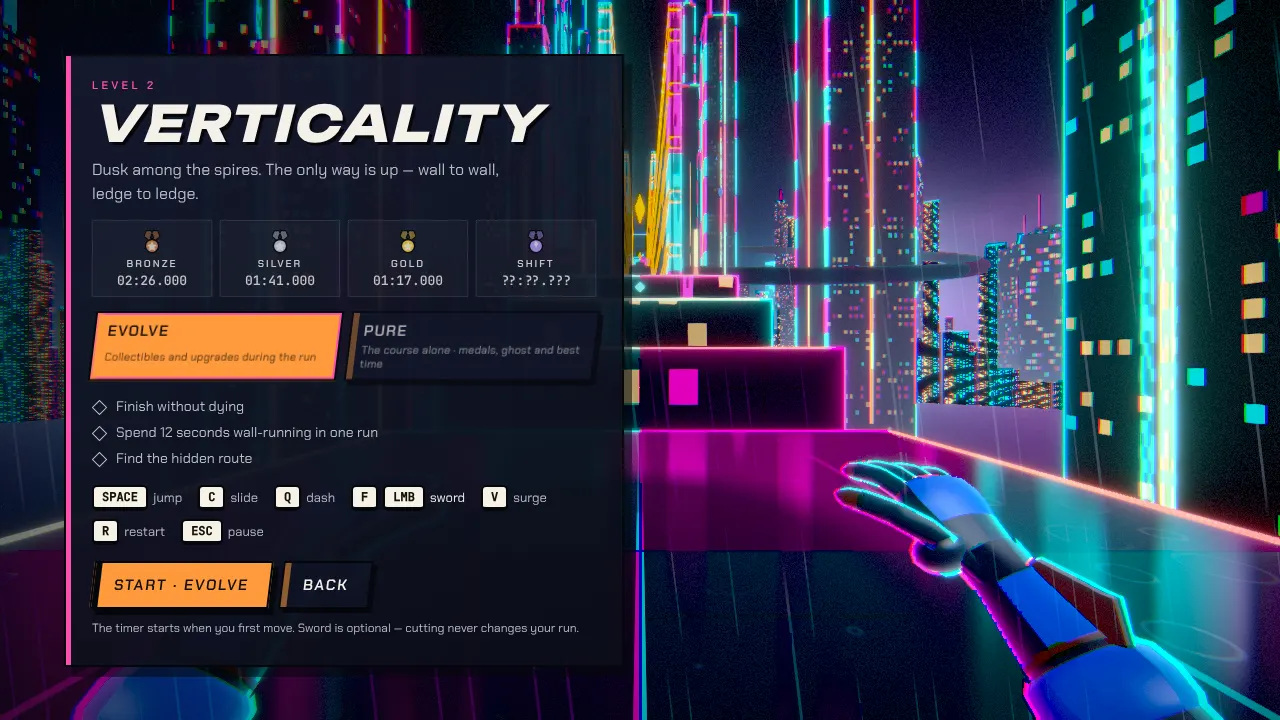 LEVEL 2
VERTICALITY
Dusk among the spires. The only way is up — wall to wall,
ledge to ledge.
BRONZE
02:26.000
SILVER
01:41.000
GOLD
01:17.000
SHIFT
??:??.???
EVOLVE
Collectibles and upgrades during the run
PURE
The course alone · medals, ghost and best
time
Finish without dying
Spend 12 seconds wall-running in one run
Find the hidden route
SPACE jump C slide Q dash F LMB sword V surge
R restart ESC pause
START · EVOLVE BACK
The timer starts when you first move. Sword is optional — cutting never changes your run.